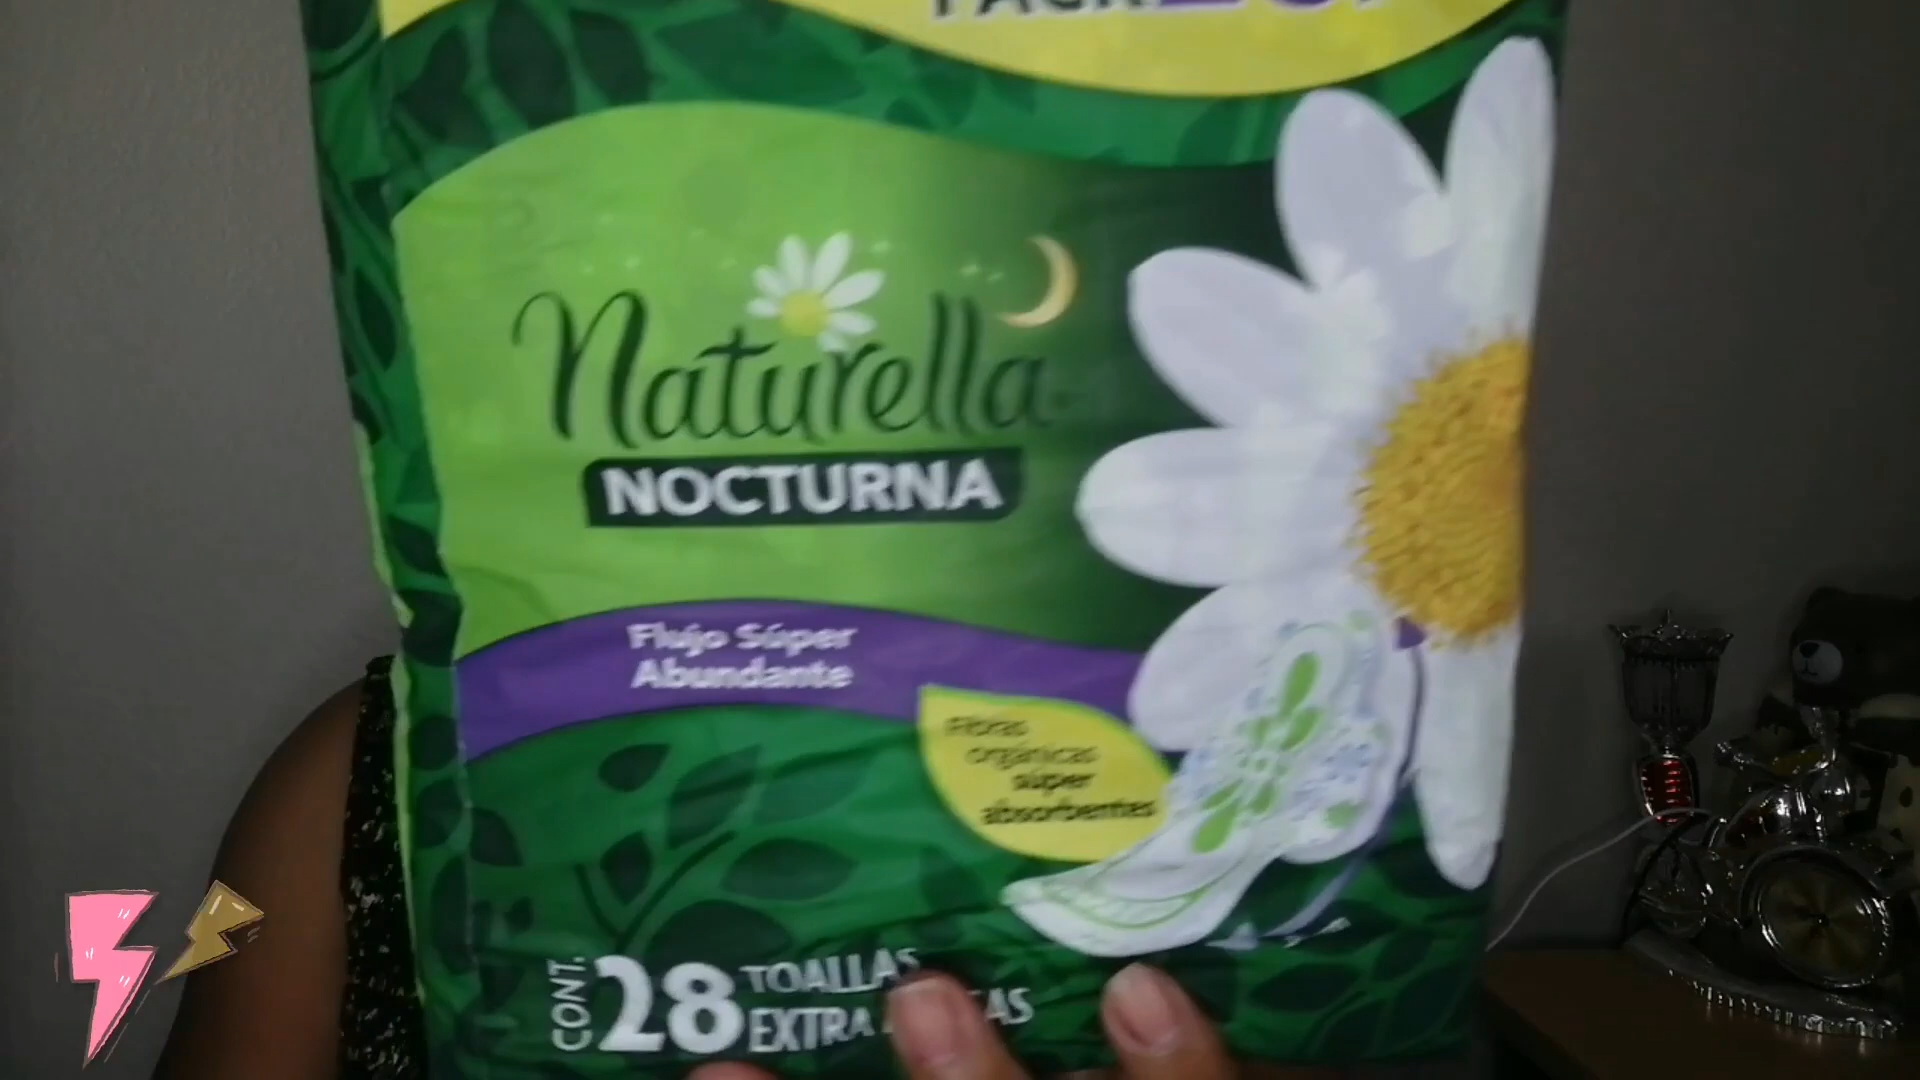 Naturella
NOCTURNA
Flujo Súper
Abundante
Fibras
orgánicas
súper
absorbentes
CONT. 28 TOALLAS
EXTRA